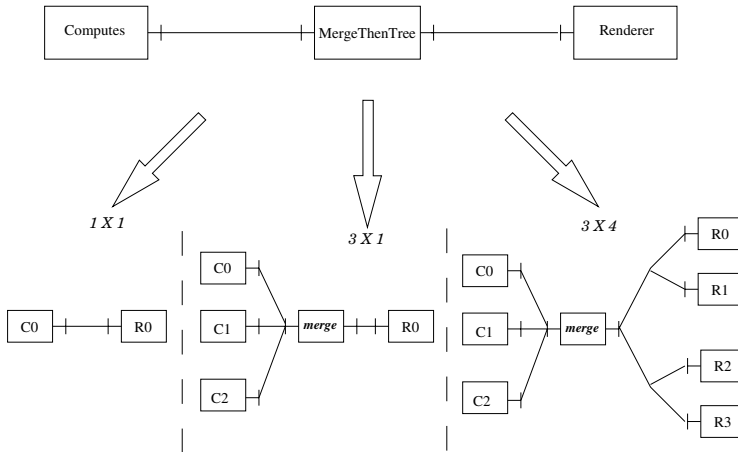 Computes MergeThenTree Renderer
1 X 1
3 X 1
3 X 4
C0 R0
C0
C1 merge R0
C2
C0
C1 merge
C2
R0
R1
R2
R3